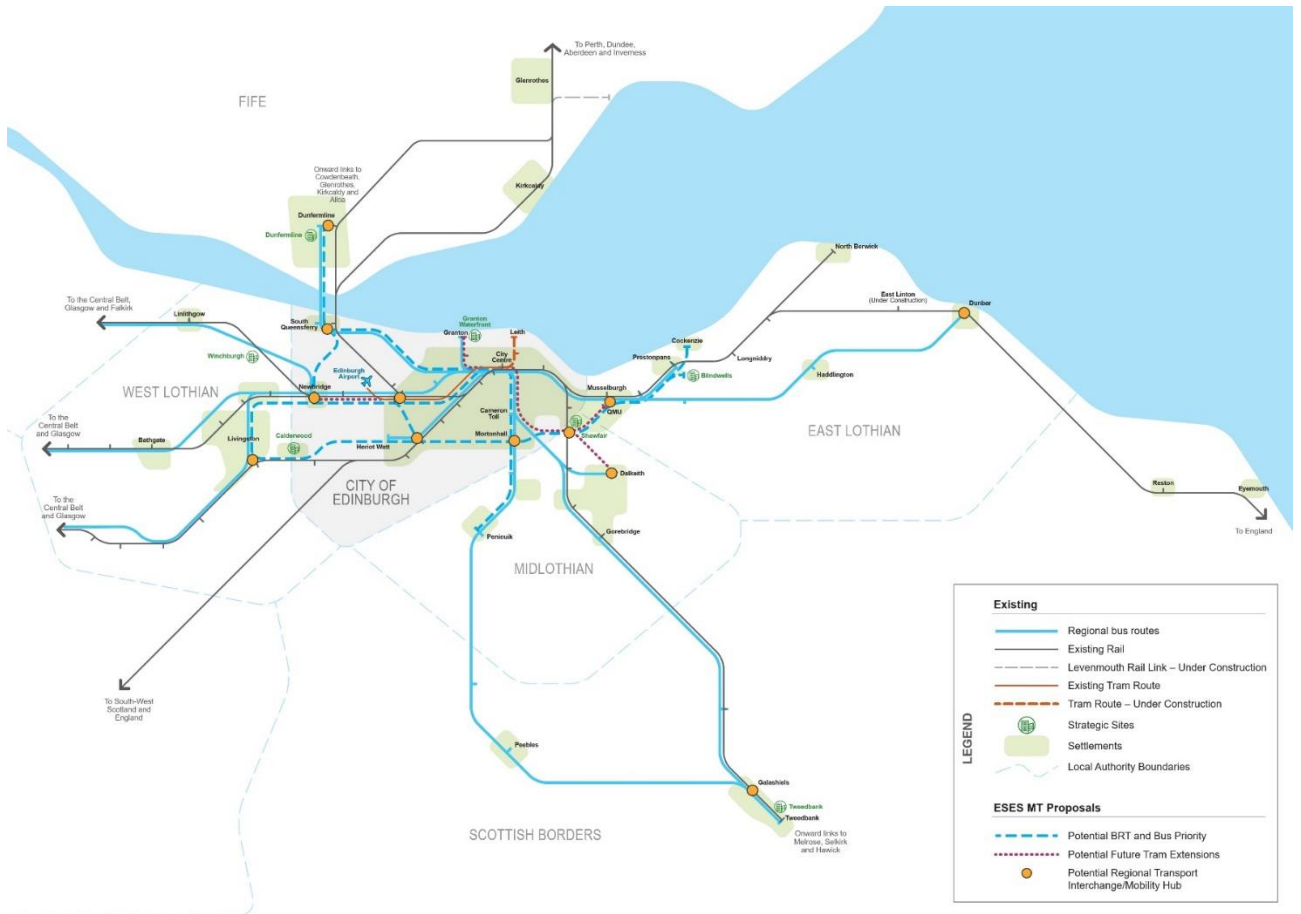 To Perth, Dundee,
Aberdeen and Inverness
Glenrothes
FIFE
Kirkcaldy
Onward links to
Cowdenbeath,
Glenrothes,
Kirkcaldy and
Alloa
Dunfermline
Dunfermline
North Berwick
East Linton
(Under Construction)
Dunbar
To the Central Belt,
Glasgow and Falkirk
Linlithgow
South
Queensferry
Granton
Waterfront
Granton
Leith
City
Centre
Cockenzie
Winchburgh
Edinburgh
Airport
Prestonpans
Longniddry
Blindwells
Haddington
WEST LOTHIAN
Newbridge
Musselburgh
QMU
Cameron
Toll
To the
Central Belt
and Glasgow
Bathgate
Livingston
Calderwood
Heriot Watt
Mortonhall
Shawfair
EAST LOTHIAN
Dalkeith
CITY OF
EDINBURGH
Reston
Eyemouth
To the
Central Belt
and Glasgow
Penicuik
Gorebridge
To England
MIDLOTHIAN
To South-West
Scotland and
England
Peebles
Galashiels
Tweedbank
Tweedbank
SCOTTISH BORDERS
Onward links to
Melrose, Selkirk
and Hawick
LEGEND
Existing
Regional bus routes
Existing Rail
Levenmouth Rail Link – Under Construction
Existing Tram Route
Tram Route – Under Construction
Strategic Sites
Settlements
Local Authority Boundaries
ESES MT Proposals
Potential BRT and Bus Priority
Potential Future Tram Extensions
Potential Regional Transport
Interchange/Mobility Hub